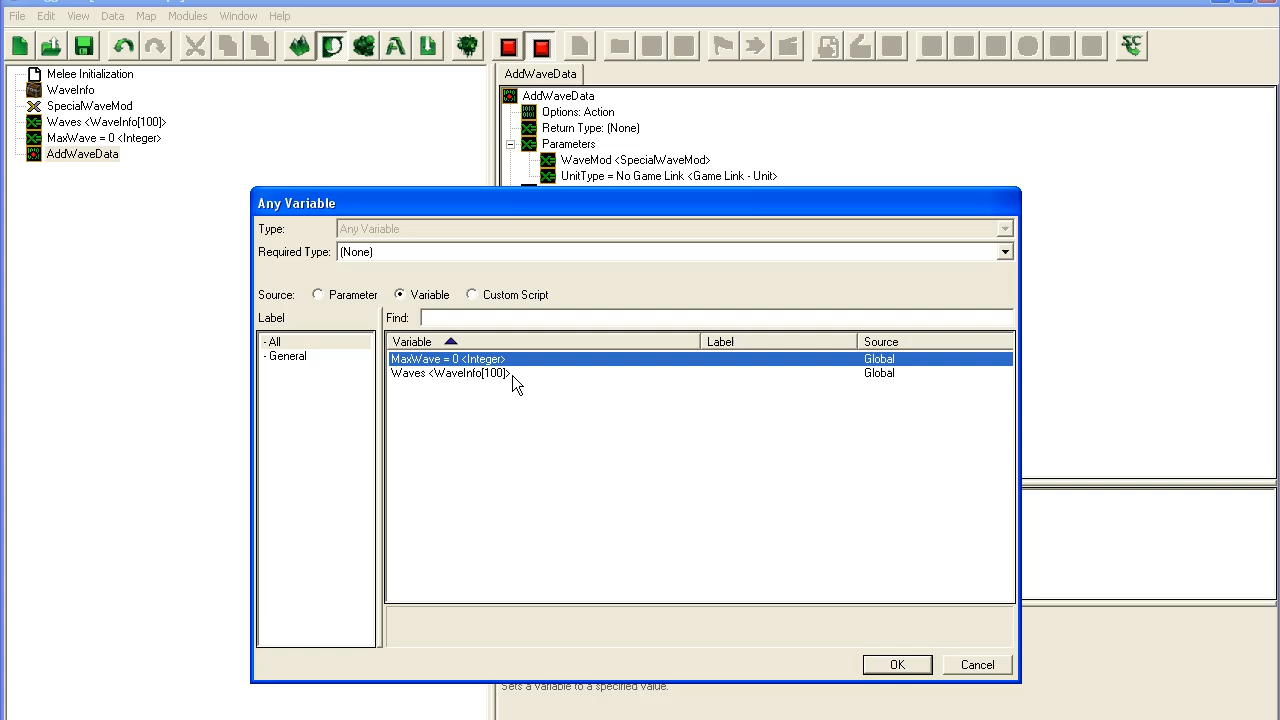 File Edit View Data Map Modules Window Help
Melee Initialization
WaveInfo
SpecialWaveMod
Waves <WaveInfo[100]>
MaxWave = 0 <Integer>
AddWaveData
AddWaveData
AddWaveData
Options: Action
Return Type: (None)
Parameters
WaveMod <SpecialWaveMod>
UnitType = No Game Link <Game Link - Unit>
Any Variable
Type: Any Variable
Required Type: (None)
Source: Parameter Variable Custom Script
Label Find:
- All
- General
Variable Label Source
MaxWave = 0 <Integer> Global
Waves <WaveInfo[100]> Global
OK Cancel
Sets a variable to a specified value.